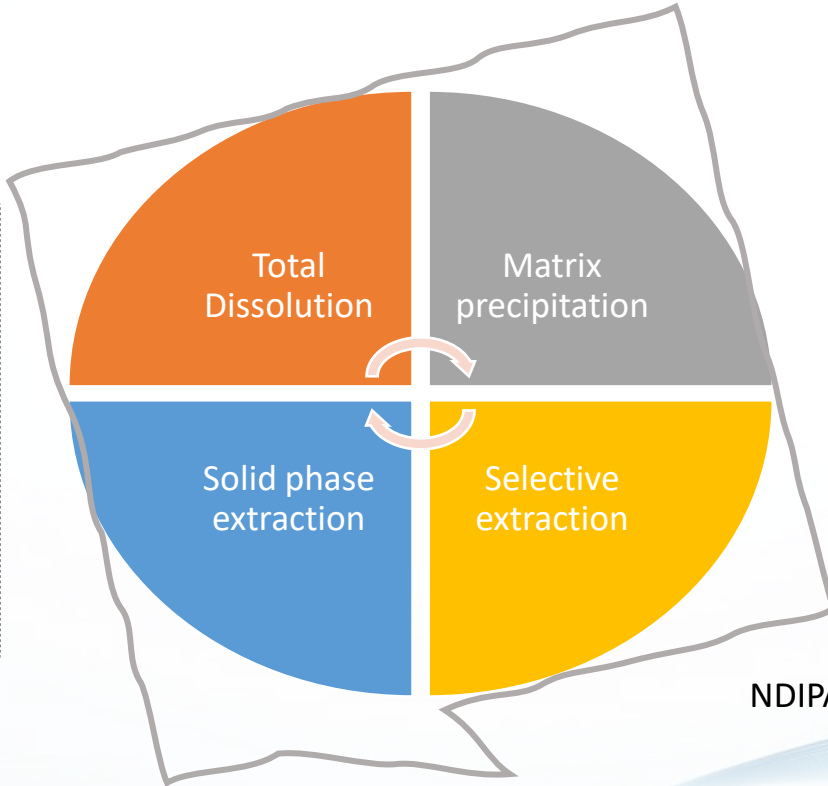 Total
Dissolution
Matrix
precipitation
Solid phase
extraction
Selective
extraction